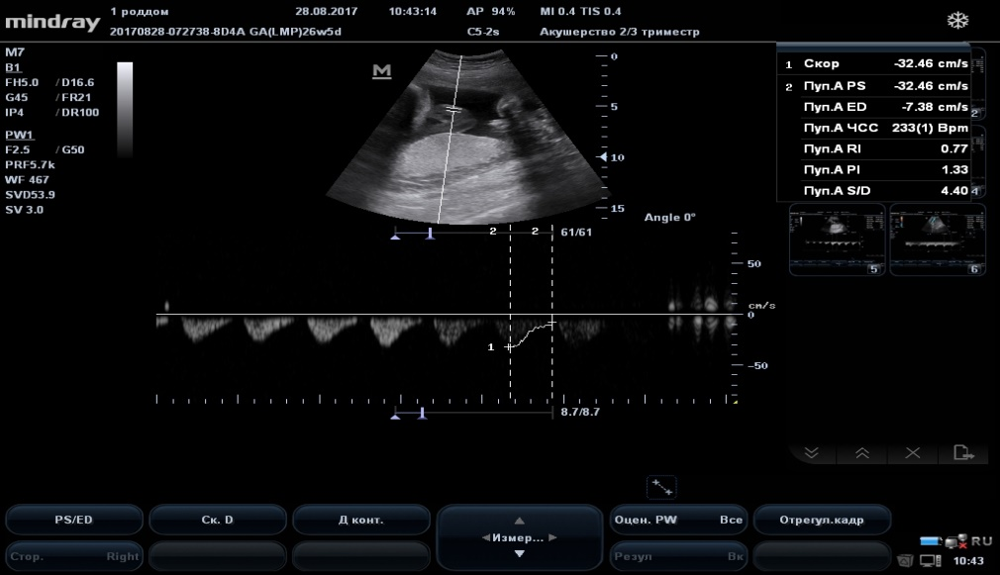 mindray
1 роддом 28.08.2017 10:43:14 AP 94% MI 0.4 TIS 0.4
20170828-072738-8D4A GA(LMP)26w5d C5-2s Акушерство 2/3 триместр
M7
B1
FH5.0 /D16.6
G45 /FR21
IP4 /DR100
PW1
F2.5 /G50
PRF5.7k
WF 467
SVD53.9
SV 3.0
M
0
5
10
15
Angle 0°
1 Скор -32.46 cm/s
2 Пуп.А PS -32.46 cm/s
Пуп.А ED -7.38 cm/s
Пуп.А ЧСС 233(1) Bpm
Пуп.А RI 0.77
Пуп.А PI 1.33
Пуп.А S/D 4.40
2
4
5
6
2 2 61/61
50
cm/s
0
-50
1
8.7/8.7
PS/ED Ск. D Д конт. Измер... Оцен. PW Все Отрегул.кадр
Стор. Right Резул Вк
RU
10:43